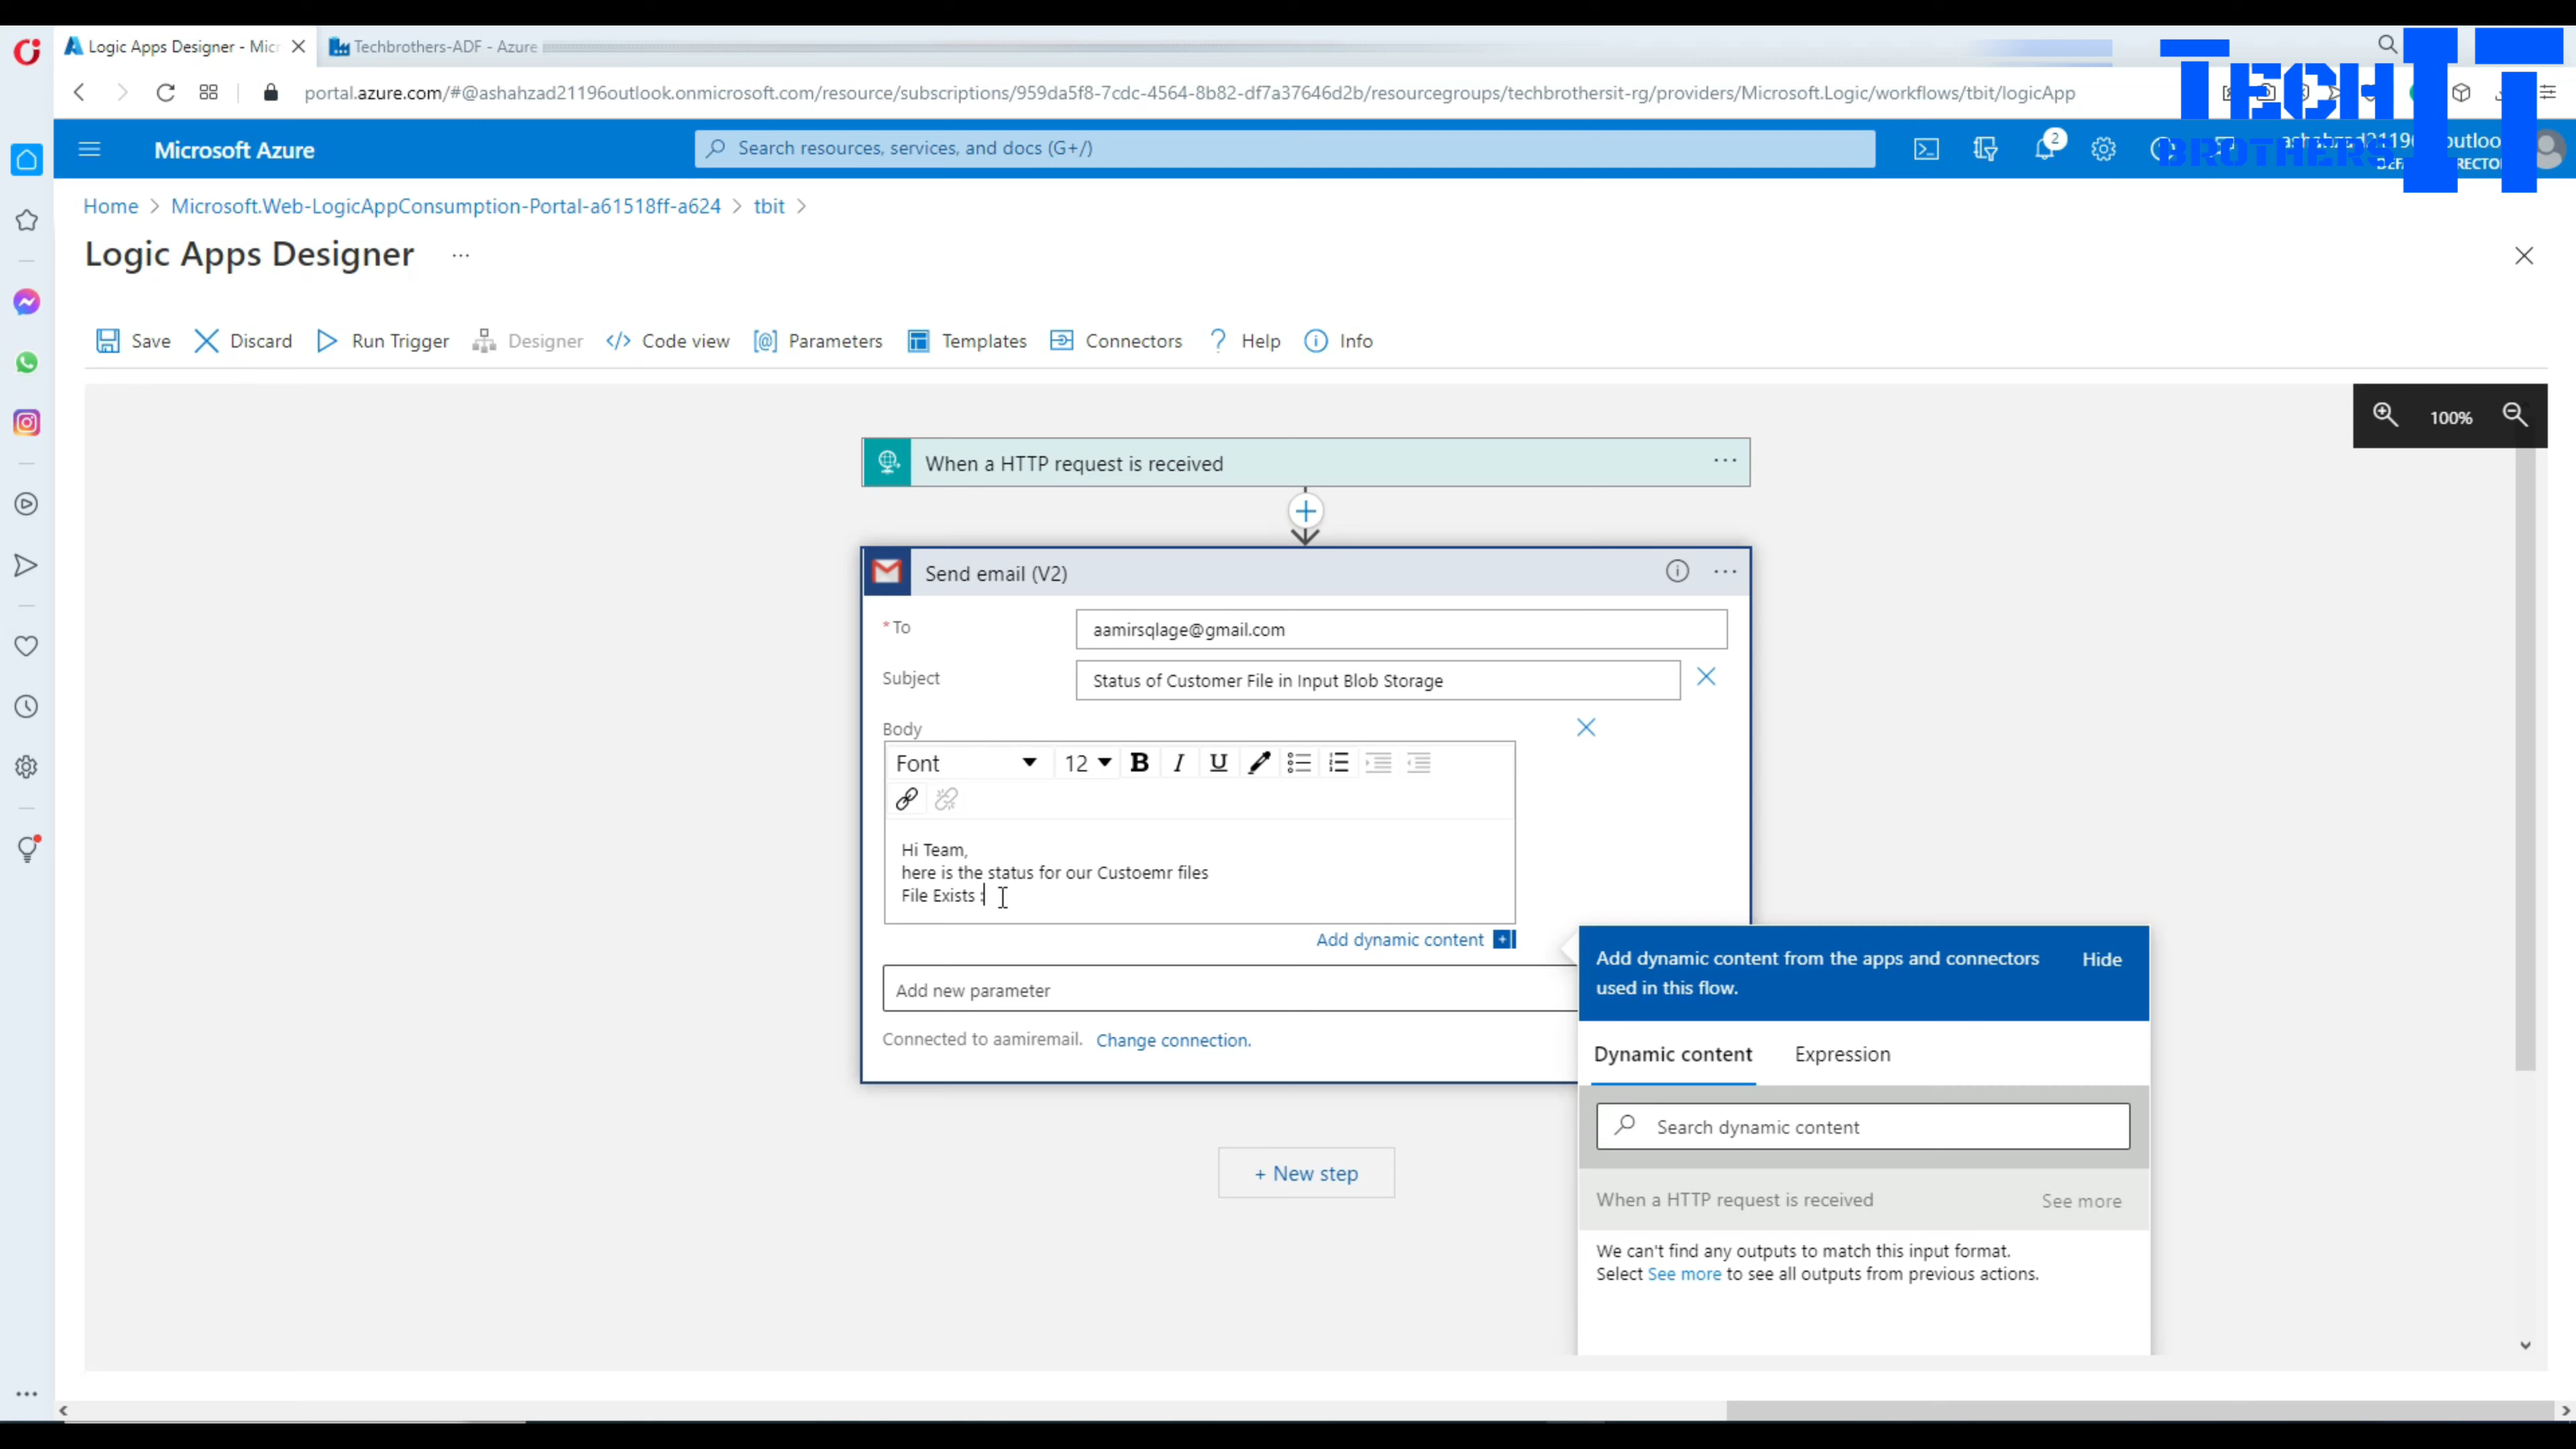 Logic Apps Designer - Mic
Techbrothers-ADF - Azure
portal.azure.com/#@ashahzad21196outlook.onmicrosoft.com/resource/subscriptions/959da5f8-7cdc-4564-8b82-df7a37646d2b/resourcegroups/techbrothersit-rg/providers/Microsoft.Logic/workflows/tbit/logicApp
TECH IT
BROTHERS
Microsoft Azure
Search resources, services, and docs (G+/)
2
Home > Microsoft.Web-LogicAppConsumption-Portal-a61518ff-a624 > tbit >
Logic Apps Designer ...
Save Discard Run Trigger Designer Code view Parameters Templates Connectors Help Info
100%
When a HTTP request is received
Send email (V2)
* To
aamirsqlage@gmail.com
Subject
Status of Customer File in Input Blob Storage
Body
Font 12 B I U
Hi Team,
here is the status for our Custoemr files
File Exists :
Add dynamic content
Add new parameter
Connected to aamiremail. Change connection.
+ New step
Add dynamic content from the apps and connectors used in this flow.
Hide
Dynamic content
Expression
Search dynamic content
When a HTTP request is received
See more
We can't find any outputs to match this input format.
Select See more to see all outputs from previous actions.